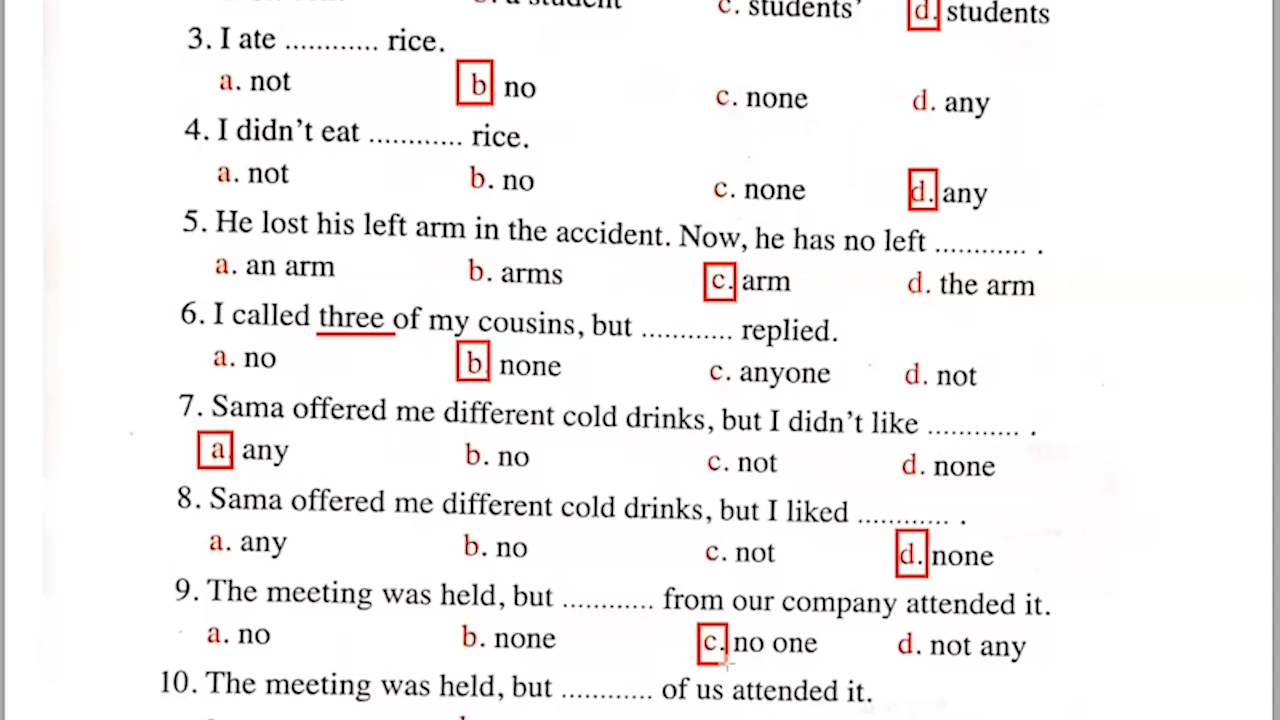 c. students' d. students
3. I ate ............ rice.
a. not b no c. none d. any
4. I didn't eat ............ rice.
a. not b. no c. none d. any
5. He lost his left arm in the accident. Now, he has no left ............ .
a. an arm b. arms c. arm d. the arm
6. I called three of my cousins, but ............ replied.
a. no b. none c. anyone d. not
7. Sama offered me different cold drinks, but I didn't like ............ .
a. any b. no c. not d. none
8. Sama offered me different cold drinks, but I liked ............ .
a. any b. no c. not d. none
9. The meeting was held, but ............ from our company attended it.
a. no b. none c. no one d. not any
10. The meeting was held, but ............ of us attended it.